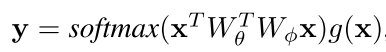 y = softmax(x^T W_θ^T W_ϕ x)g(x).